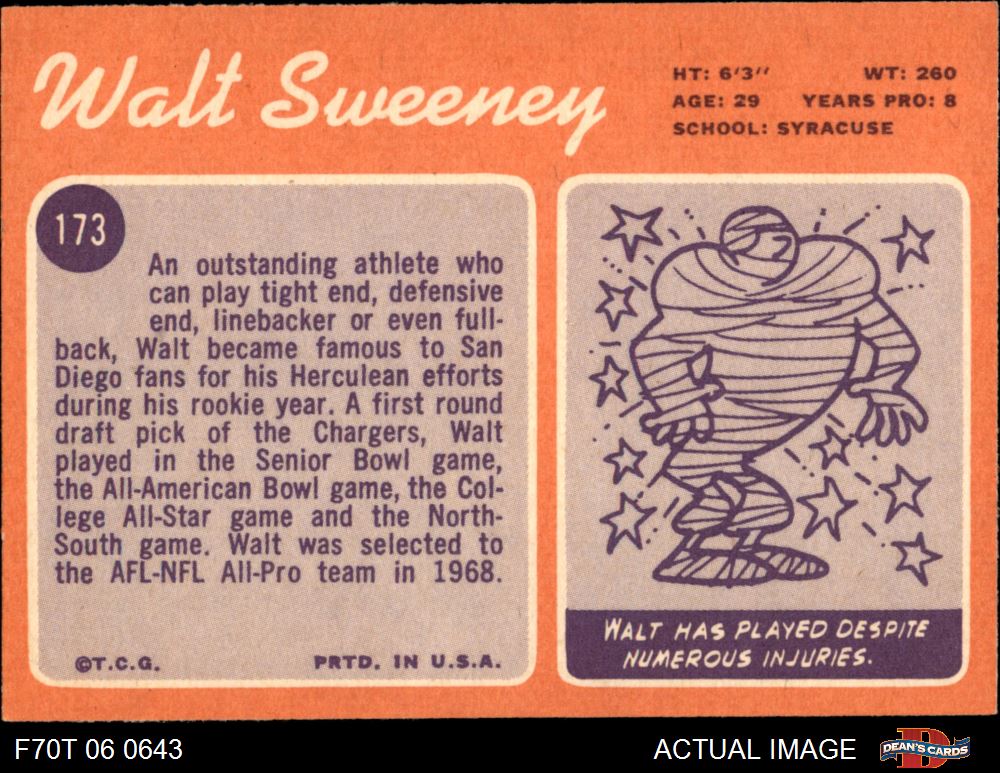 Walt Sweeney
HT: 6'3'' WT: 260
AGE: 29 YEARS PRO: 8
SCHOOL: SYRACUSE
173
An outstanding athlete who
can play tight end, defensive
end, linebacker or even full-
back, Walt became famous to San
Diego fans for his Herculean efforts
during his rookie year. A first round
draft pick of the Chargers, Walt
played in the Senior Bowl game,
the All-American Bowl game, the Col-
lege All-Star game and the North-
South game. Walt was selected to
the AFL-NFL All-Pro team in 1968.
©T.C.G. PRTD. IN U.S.A.
WALT HAS PLAYED DESPITE
NUMEROUS INJURIES.
F70T 06 0643 ACTUAL IMAGE
DEAN'S CARDS